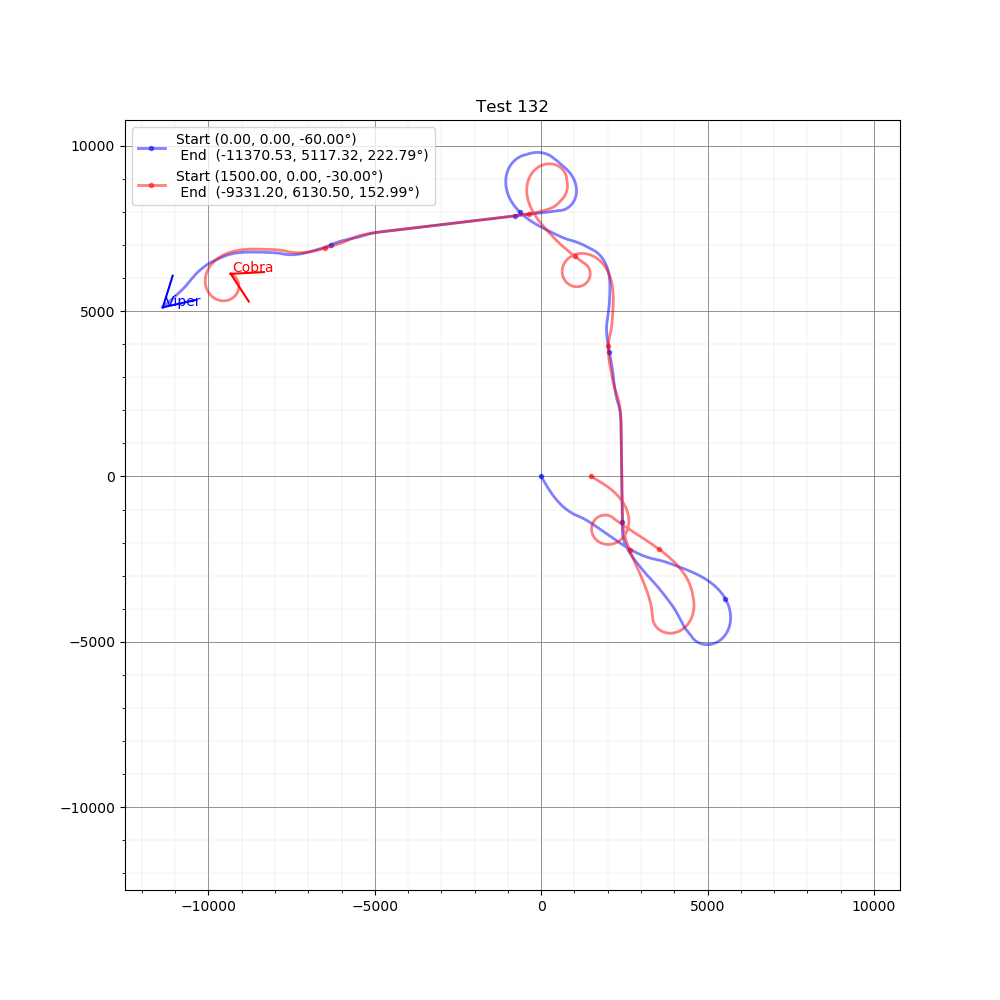 Test 132
Start (0.00, 0.00, -60.00°)
End (-11370.53, 5117.32, 222.79°)
Start (1500.00, 0.00, -30.00°)
End (-9331.20, 6130.50, 152.99°)
10000
5000
0
−5000
−10000
Cobra
Viper
−10000
−5000
0
5000
10000